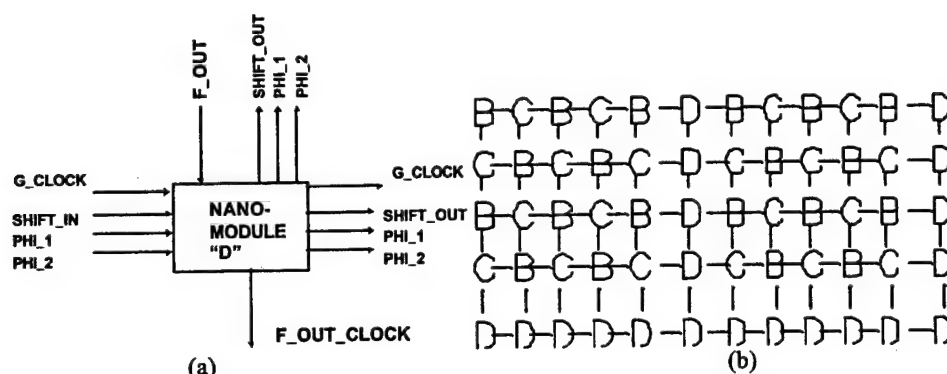 F_OUT
SHIFT_OUT
PHI_1
PHI_2
G_CLOCK
SHIFT_IN
PHI_1
PHI_2
NANO-
MODULE
"D"
G_CLOCK
SHIFT_OUT
PHI_1
PHI_2
F_OUT_CLOCK
(a)
B C B C B D B C B C B D
C B C B C D C B C B C D
B C B C B D B C B C B D
C B C B C D C B C B C D
D D D D D D D D D D D D
(b)